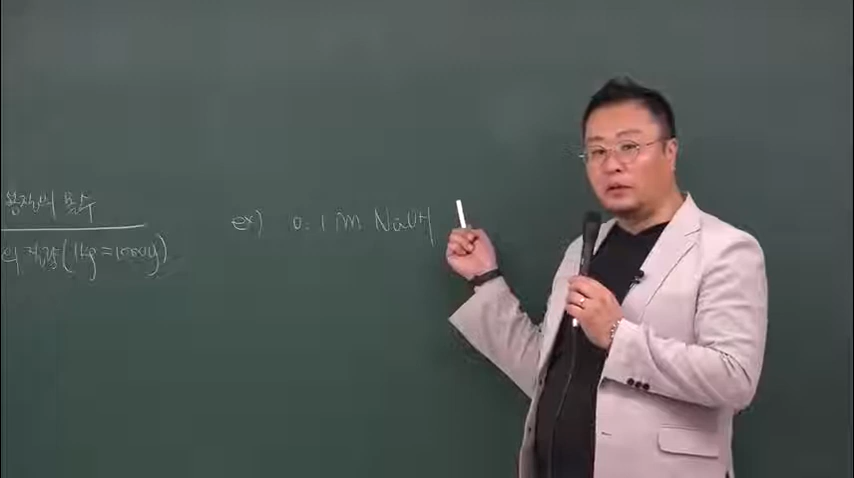 용질의 몰수
의 질량(1kg=1000g)
ex) 0.1m NaOH